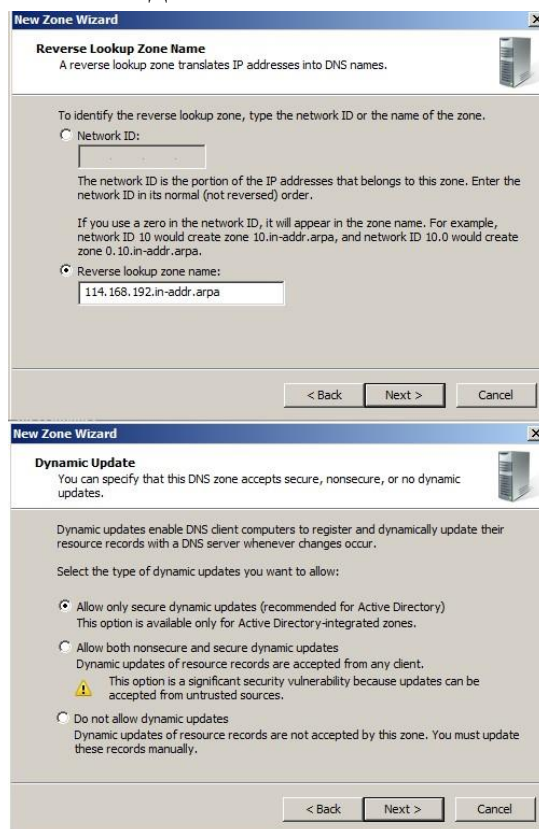 New Zone Wizard
Reverse Lookup Zone Name
A reverse lookup zone translates IP addresses into DNS names.
To identify the reverse lookup zone, type the network ID or the name of the zone.
Network ID:
The network ID is the portion of the IP addresses that belongs to this zone. Enter the
network ID in its normal (not reversed) order.
If you use a zero in the network ID, it will appear in the zone name. For example,
network ID 10 would create zone 10.in-addr.arpa, and network ID 10.0 would create
zone 0.10.in-addr.arpa.
Reverse lookup zone name:
114.168.192.in-addr.arpa
< Back Next > Cancel
New Zone Wizard
Dynamic Update
You can specify that this DNS zone accepts secure, nonsecure, or no dynamic
updates.
Dynamic updates enable DNS client computers to register and dynamically update their
resource records with a DNS server whenever changes occur.
Select the type of dynamic updates you want to allow:
Allow only secure dynamic updates (recommended for Active Directory)
This option is available only for Active Directory-integrated zones.
Allow both nonsecure and secure dynamic updates
Dynamic updates of resource records are accepted from any client.
This option is a significant security vulnerability because updates can be
accepted from untrusted sources.
Do not allow dynamic updates
Dynamic updates of resource records are not accepted by this zone. You must update
these records manually.
< Back Next > Cancel